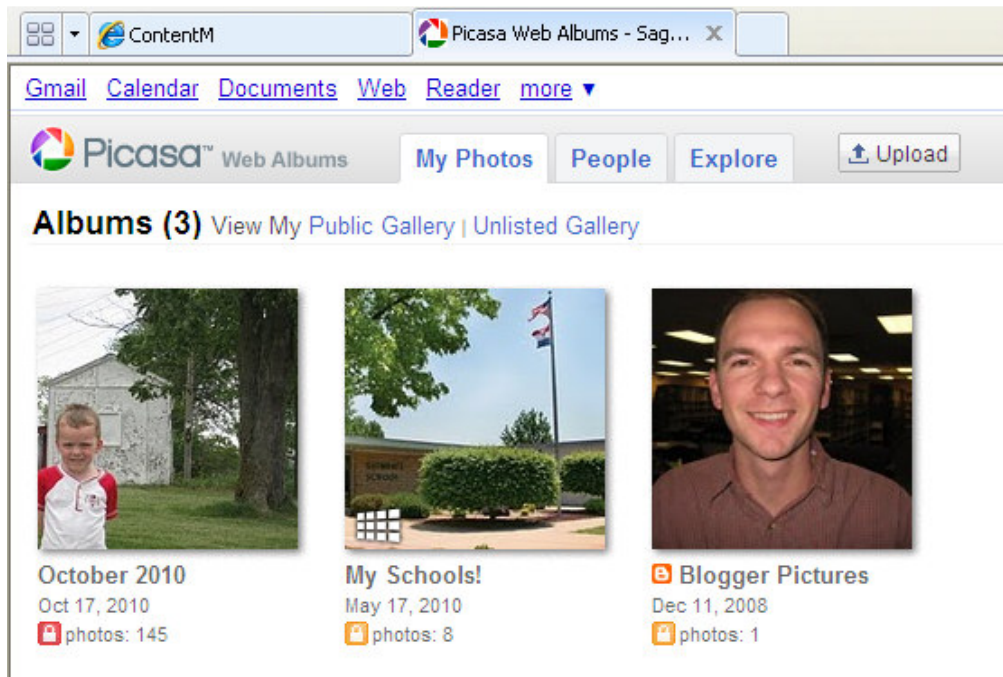 ContentM
Picasa Web Albums - Sag...
Gmail Calendar Documents Web Reader more ▼
Picasa™ Web Albums My Photos People Explore Upload
Albums (3) View My Public Gallery | Unlisted Gallery
October 2010
Oct 17, 2010
photos: 145
My Schools!
May 17, 2010
photos: 8
Blogger Pictures
Dec 11, 2008
photos: 1